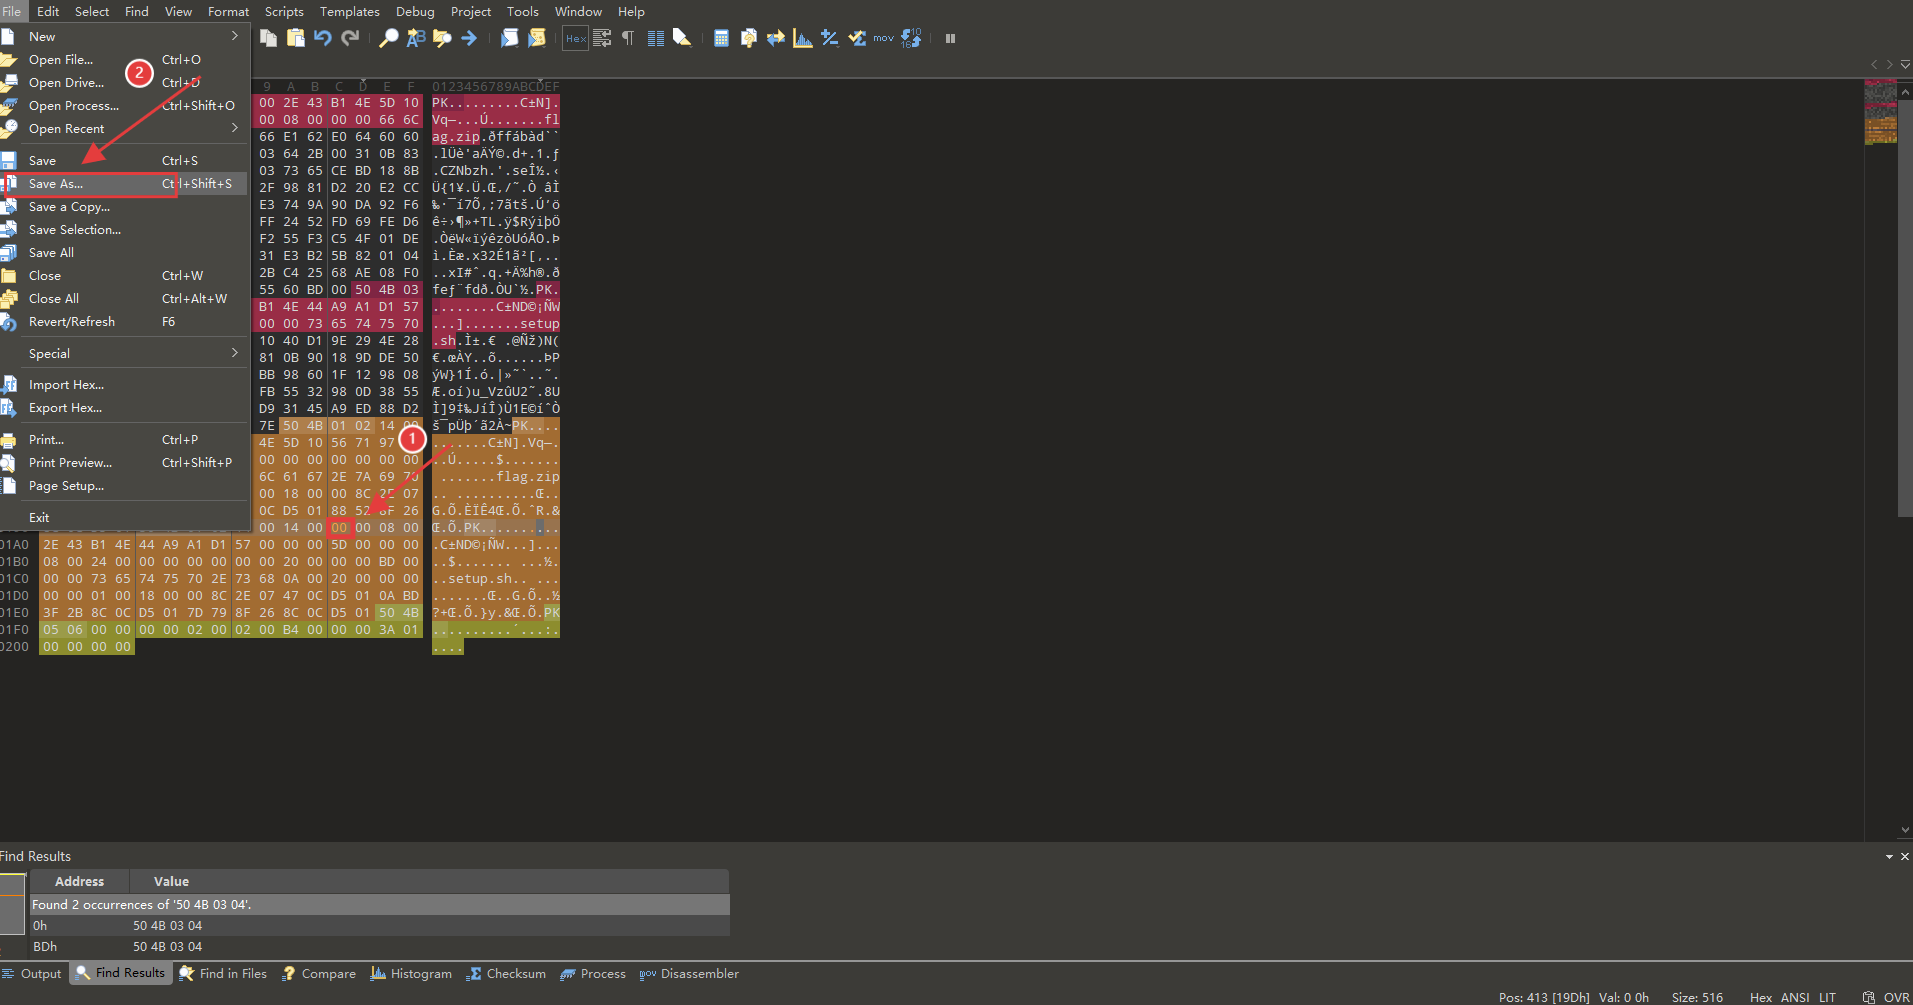 File Edit Select Find View Format Scripts Templates Debug Project Tools Window Help
New
Open File... Ctrl+O
Open Drive... Ctrl+D
Open Process... Ctrl+Shift+O
Open Recent
Save Ctrl+S
Save As... Ctrl+Shift+S
Save a Copy...
Save Selection...
Save All
Close Ctrl+W
Close All Ctrl+Alt+W
Revert/Refresh F6
Special
Import Hex...
Export Hex...
Print... Ctrl+P
Print Preview... Ctrl+Shift+P
Page Setup...
Exit
2
1
Hex
mov
9 A B C D E F 0123456789ABCDEF
00 2E 43 B1 4E 5D 10 PK.........C±N].
00 08 00 00 00 66 6C Vq—...Ú.......fl
66 E1 62 E0 64 60 60 ag.zip.ðffábàd``
03 64 2B 00 31 0B 83 .lÜè'aÄÝ©.d+.1.ƒ
03 73 65 CE BD 18 8B .CZNbzh.'.seÎ½.‹
2F 98 81 D2 20 E2 CC Ü{1¥.Ü.Œ,/˜.Ò âÌ
E3 74 9A 90 DA 92 F6
FF 24 52 FD 69 FE D6 ê÷›¶»+TL.ÿ$RýiþÖ
F2 55 F3 C5 4F 01 DE .ÒëW«ïýêzòUóÅO.Þ
31 E3 B2 5B 82 01 04 ì.Èæ.x32É1ã²[‚..
2B C4 25 68 AE 08 F0 ..xI#ˆ.q.+Ä%h®.ð
55 60 BD 00 50 4B 03 feƒ¨fdð.ÒU`½.PK.
B1 4E 44 A9 A1 D1 57 ........C±ND©¡ÑW
00 00 73 65 74 75 70 ...].......setup
10 40 D1 9E 29 4E 28 .sh.Ì±.€ .@Ñž)N(
81 0B 90 18 9D DE 50 €.œÀY..õ......ÞP
BB 98 60 1F 12 98 08 ýW}1Í.ó.|»˜`..˜.
FB 55 32 98 0D 38 55 Æ.oí)u_VzûU2˜.8U
D9 31 45 A9 ED 88 D2 Ì]9‡‰JíÎ)Ù1E©íˆÒ
7E 50 4B 01 02 14 00 š¯pÜþ´ã2À~PK....
4E 5D 10 56 71 97 .......C±N].Vq—.
00 00 00 00 00 00 00 ..Ú.....$.......
6C 61 67 2E 7A 69 70 ........flag.zip
00 18 00 00 8C 2E 07 . ...........Œ..
0C D5 01 88 52 8F 26 G.Õ.ÈÏÊ4Œ.Õ.ˆR.&
00 14 00 00 00 08 00 Œ.Õ.PK..........
01A0 2E 43 B1 4E 44 A9 A1 D1 57 00 00 00 5D 00 00 00 .C±ND©¡ÑW...]...
01B0 08 00 24 00 00 00 00 00 00 00 20 00 00 00 BD 00 ..$....... ...½.
01C0 00 00 73 65 74 75 70 2E 73 68 0A 00 20 00 00 00 ..setup.sh.. ...
01D0 00 00 01 00 18 00 00 8C 2E 07 47 0C D5 01 0A BD .......Œ..G.Õ..½
01E0 3F 2B 8C 0C D5 01 7D 79 8F 26 8C 0C D5 01 50 4B ?+Œ.Õ.}y.&Œ.Õ.PK
01F0 05 06 00 00 00 00 02 00 02 00 B4 00 00 00 3A 01 ..........´...:.
0200 00 00 00 00 ....
Find Results
Address Value
Found 2 occurrences of '50 4B 03 04'.
0h 50 4B 03 04
BDh 50 4B 03 04
Output Find Results Find in Files Compare Histogram Checksum Process Disassembler
Pos: 413 [19Dh] Val: 0 0h Size: 516 Hex ANSI LIT OVR